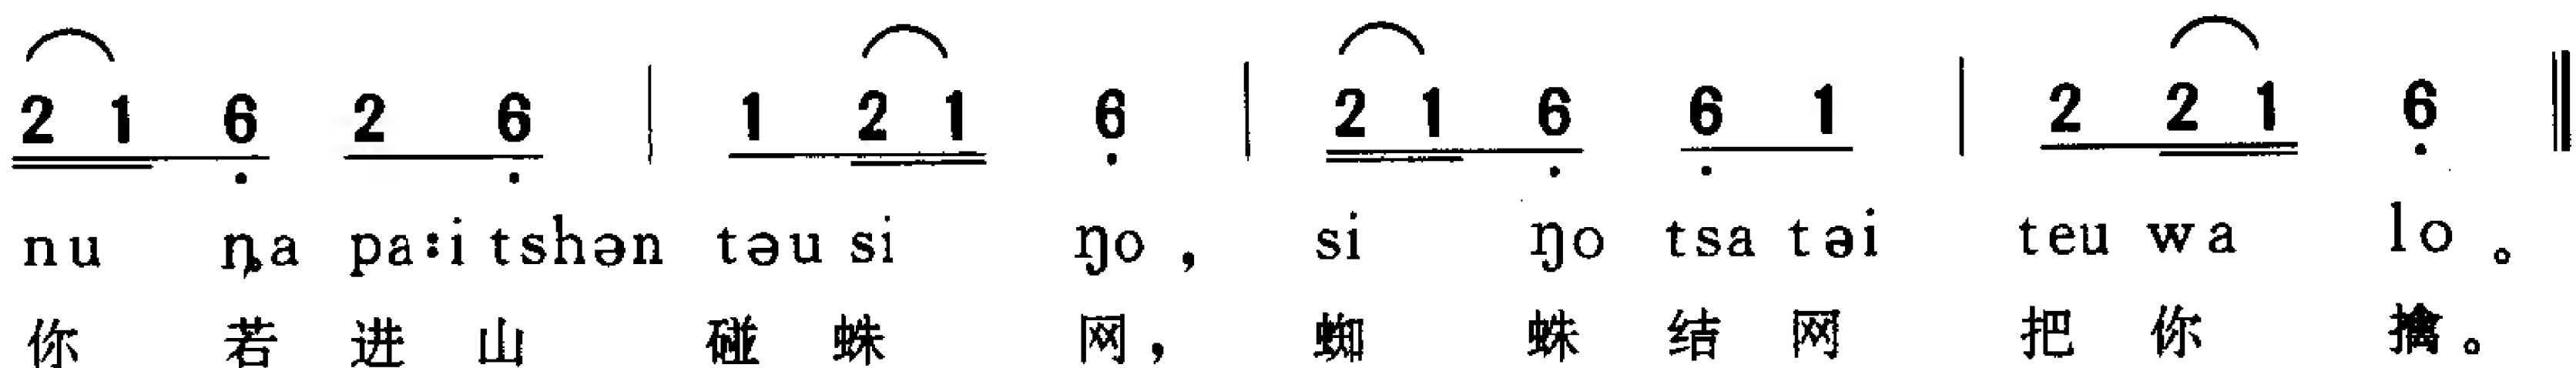 2 1 6̣ 2 6̣ | 1 2 1 6̣ | 2 1 6̣ 6̣ 1 | 2 2 1 6̣ ‖
nu ȵa pa:i tshən təu si ŋo, si ŋo tsa təi teu wa lo。
你 若 进 山 碰 蛛 网, 蜘 蛛 结 网 把 你 擒。